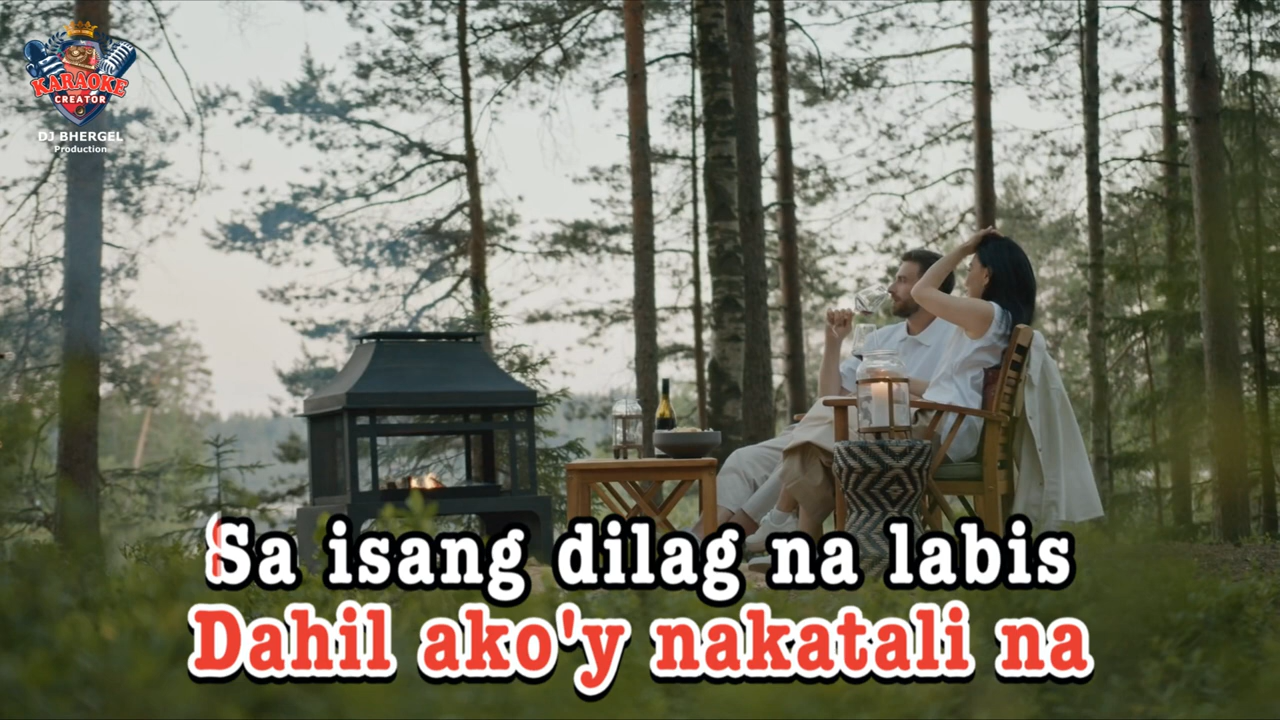 KARAOKE
CREATOR
DJ BHERGEL
Production
Sa isang dilag na labis
Dahil ako'y nakatali na